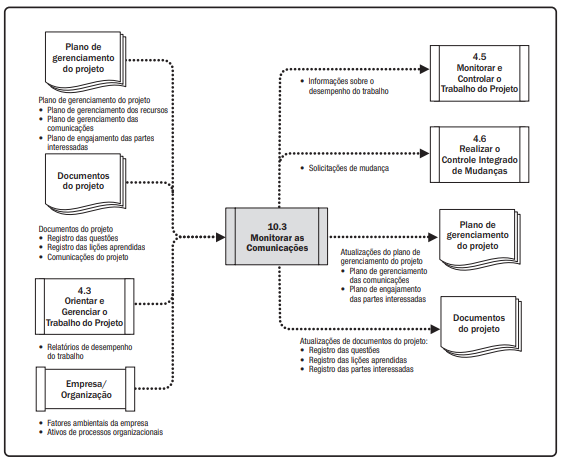 Plano de
gerenciamento
do projeto
Plano de gerenciamento do projeto
• Plano de gerenciamento dos recursos
• Plano de gerenciamento das
comunicações
• Plano de engajamento das partes
interessadas
Documentos
do projeto
Documentos do projeto
• Registro das questões
• Registro das lições aprendidas
• Comunicações do projeto
4.3
Orientar e
Gerenciar o
Trabalho do Projeto
• Relatórios de desempenho
do trabalho
Empresa/
Organização
• Fatores ambientais da empresa
• Ativos de processos organizacionais
10.3
Monitorar as
Comunicações
• Informações sobre o
desempenho do trabalho
4.5
Monitorar e
Controlar o
Trabalho do Projeto
• Solicitações de mudança
4.6
Realizar o
Controle Integrado
de Mudanças
Plano de
gerenciamento
do projeto
Atualizações do plano de
gerenciamento do projeto
• Plano de gerenciamento
das comunicações
• Plano de engajamento
das partes interessadas
Documentos
do projeto
Atualizações de documentos do projeto:
• Registro das questões
• Registro das lições aprendidas
• Registro das partes interessadas